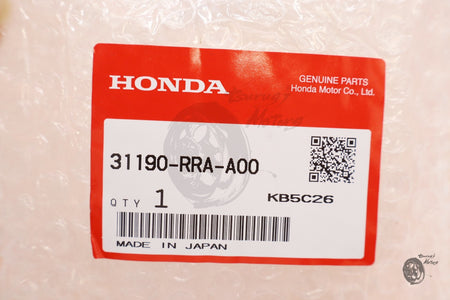 HONDA
GENUINE PARTS
Honda Motor Co., Ltd.
31190-RRA-A00
QTY 1
KB5C26
MADE IN JAPAN